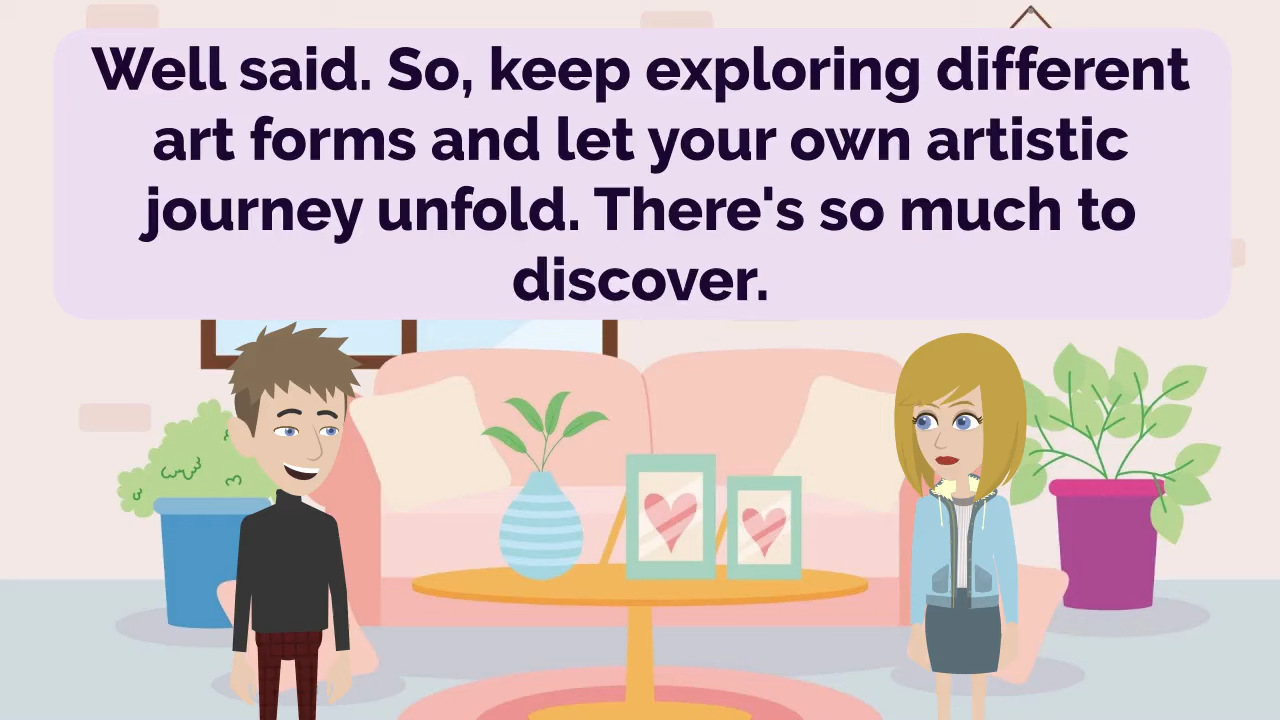 Well said. So, keep exploring different
art forms and let your own artistic
journey unfold. There's so much to
discover.